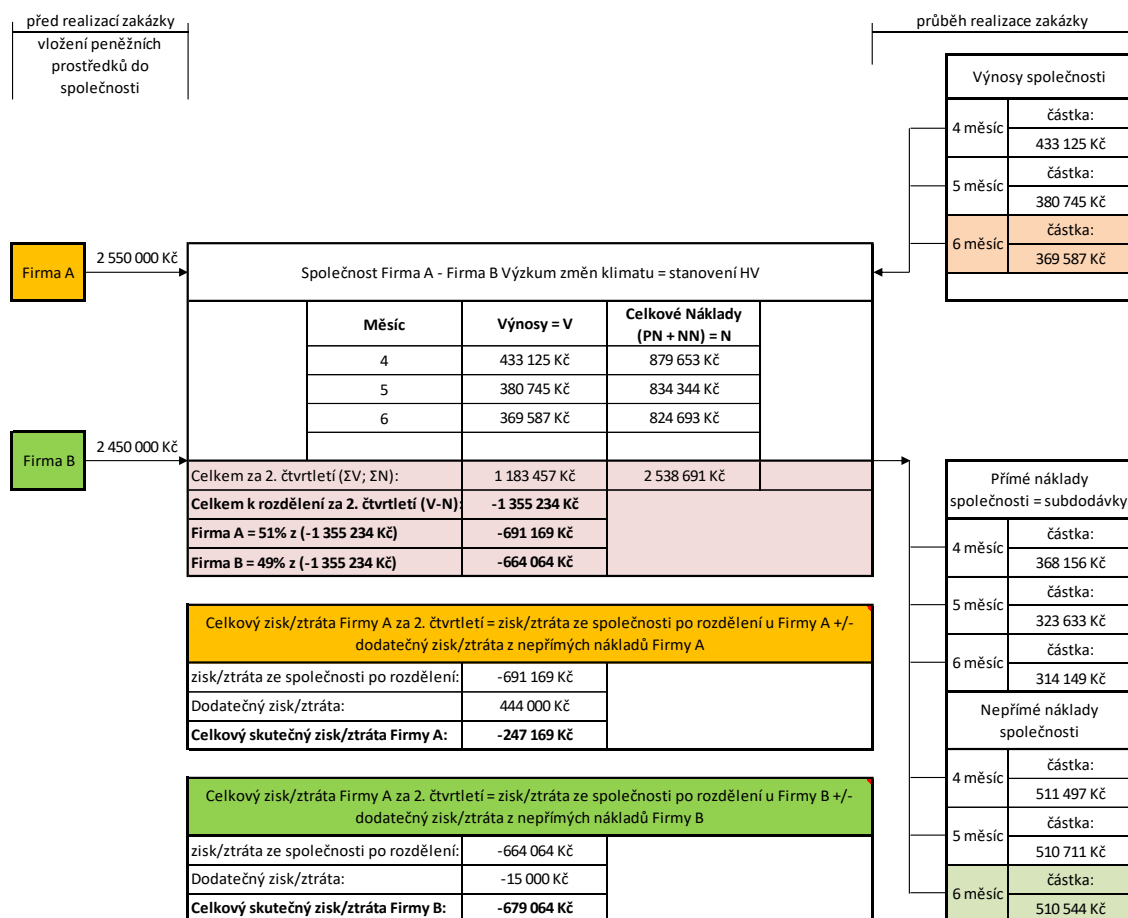 před realizací zakázky
vložení peněžních
prostředků do
společnosti
průběh realizace zakázky
Výnosy společnosti
4 měsíc
částka:
433 125 Kč
5 měsíc
částka:
380 745 Kč
6 měsíc
částka:
369 587 Kč
Firma A
2 550 000 Kč
Společnost Firma A - Firma B Výzkum změn klimatu = stanovení HV
Měsíc Výnosy = V Celkové Náklady
(PN + NN) = N
4 433 125 Kč 879 653 Kč
5 380 745 Kč 834 344 Kč
6 369 587 Kč 824 693 Kč
Firma B
2 450 000 Kč
Celkem za 2. čtvrtletí (ΣV; ΣN): 1 183 457 Kč 2 538 691 Kč
Celkem k rozdělení za 2. čtvrtletí (V-N): -1 355 234 Kč
Firma A = 51% z (-1 355 234 Kč) -691 169 Kč
Firma B = 49% z (-1 355 234 Kč) -664 064 Kč
Celkový zisk/ztráta Firmy A za 2. čtvrtletí = zisk/ztráta ze společnosti po rozdělení u Firmy A +/-
dodatečný zisk/ztráta z nepřímých nákladů Firmy A
zisk/ztráta ze společnosti po rozdělení: -691 169 Kč
Dodatečný zisk/ztráta: 444 000 Kč
Celkový skutečný zisk/ztráta Firmy A: -247 169 Kč
Celkový zisk/ztráta Firmy A za 2. čtvrtletí = zisk/ztráta ze společnosti po rozdělení u Firmy B +/-
dodatečný zisk/ztráta z nepřímých nákladů Firmy B
zisk/ztráta ze společnosti po rozdělení: -664 064 Kč
Dodatečný zisk/ztráta: -15 000 Kč
Celkový skutečný zisk/ztráta Firmy B: -679 064 Kč
Přímé náklady
společnosti = subdodávky
4 měsíc
částka:
368 156 Kč
5 měsíc
částka:
323 633 Kč
6 měsíc
částka:
314 149 Kč
Nepřímé náklady
společnosti
4 měsíc
částka:
511 497 Kč
5 měsíc
částka:
510 711 Kč
6 měsíc
částka:
510 544 Kč